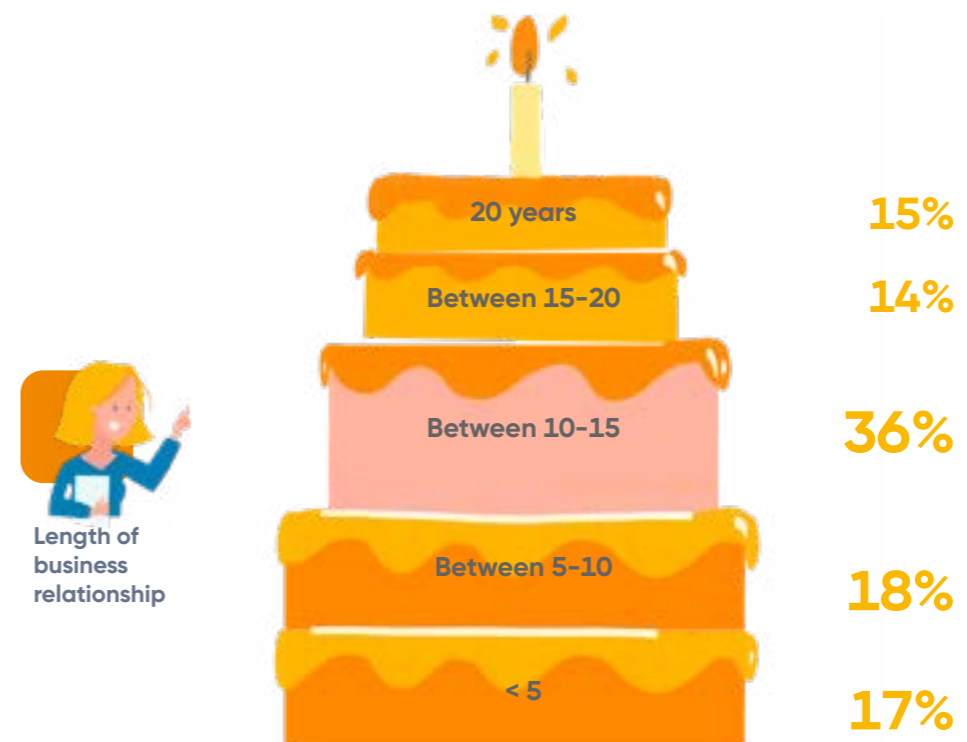 20 years
15%
Between 15-20
14%
Between 10-15
36%
Length of
business
relationship
Between 5-10
18%
< 5
17%